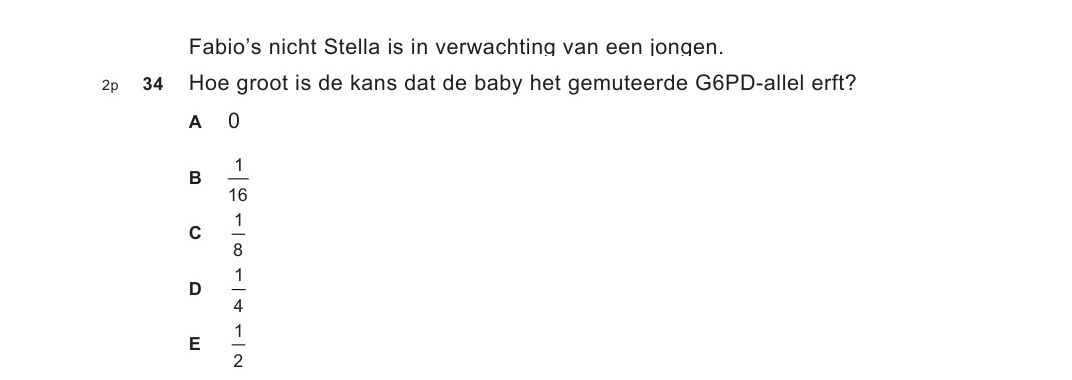 Fabio's nicht Stella is in verwachting van een jongen.
2p 34 Hoe groot is de kans dat de baby het gemuteerde G6PD-allel erft?
A 0
B 1/16
C 1/8
D 1/4
E 1/2